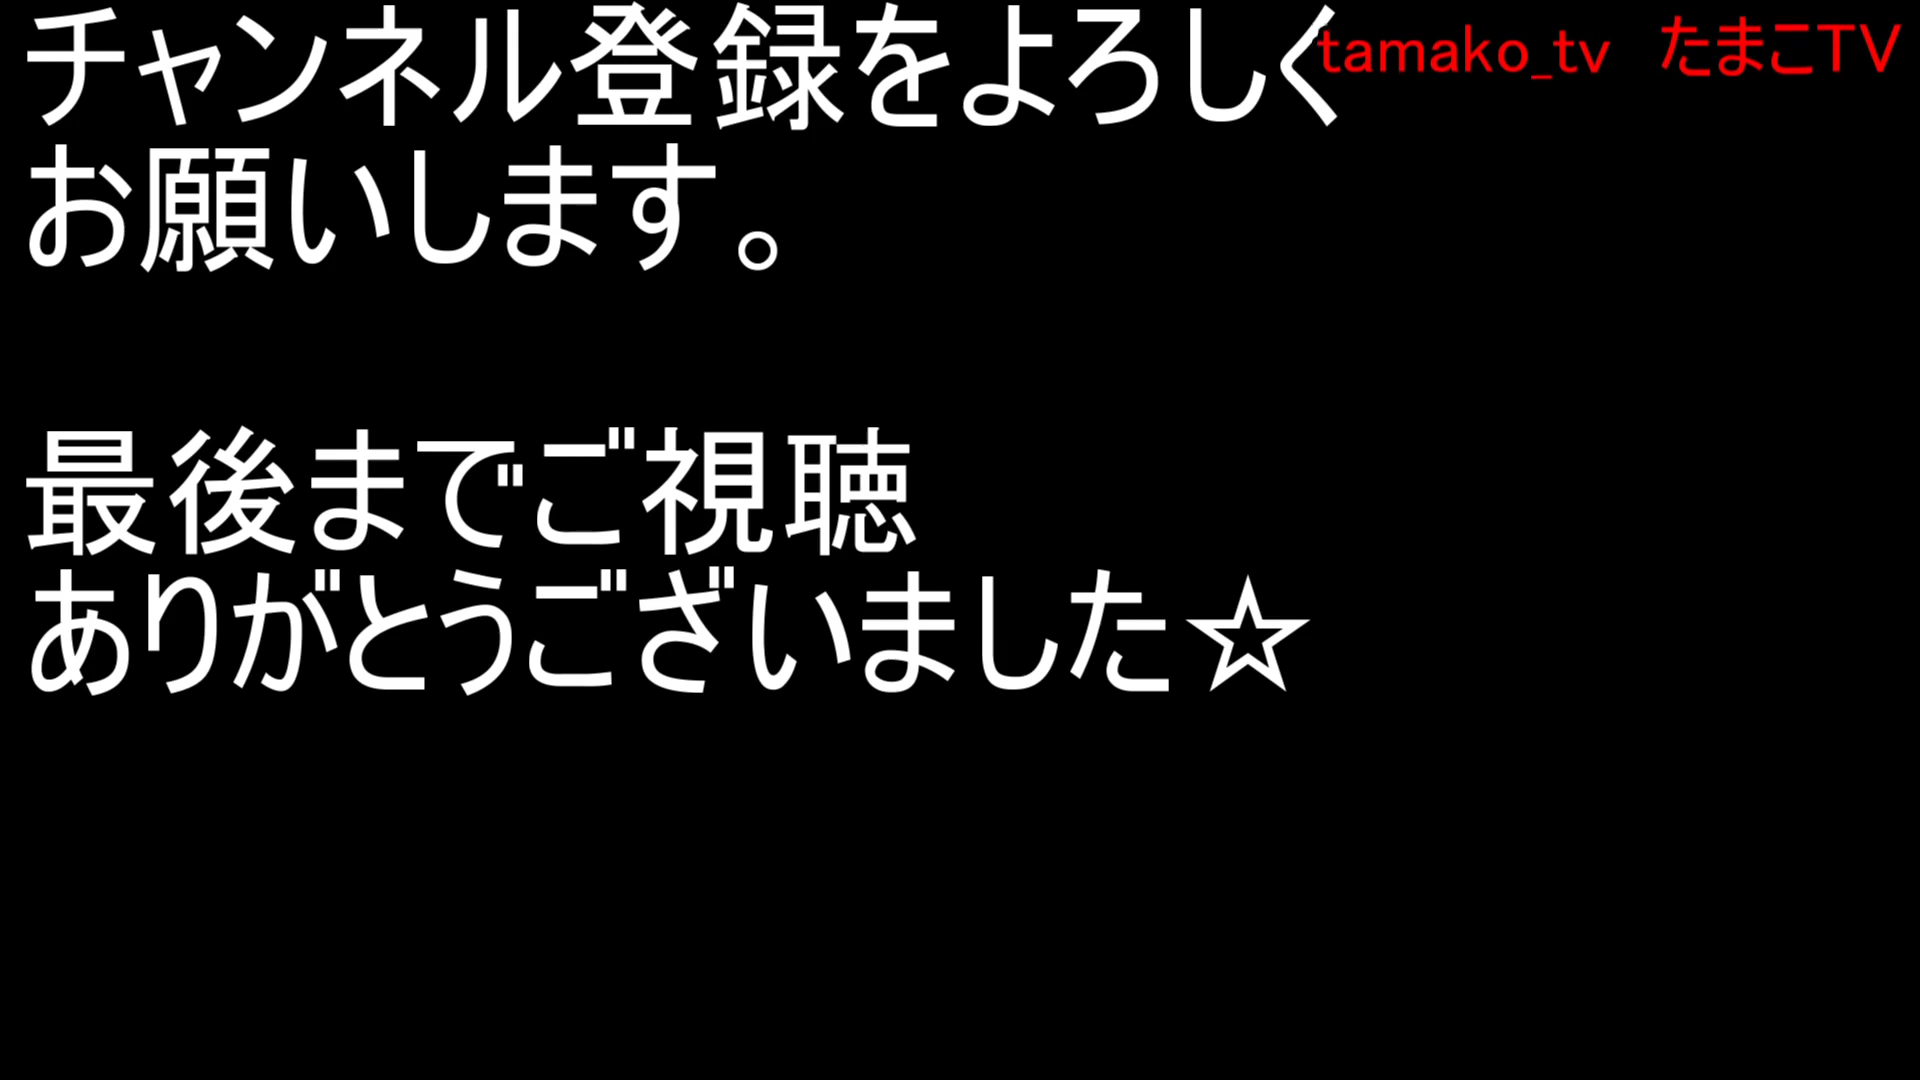 チャンネル登録をよろしく
tamako_tv　たまこTV
お願いします。
最後までご視聴
ありがとうございました☆